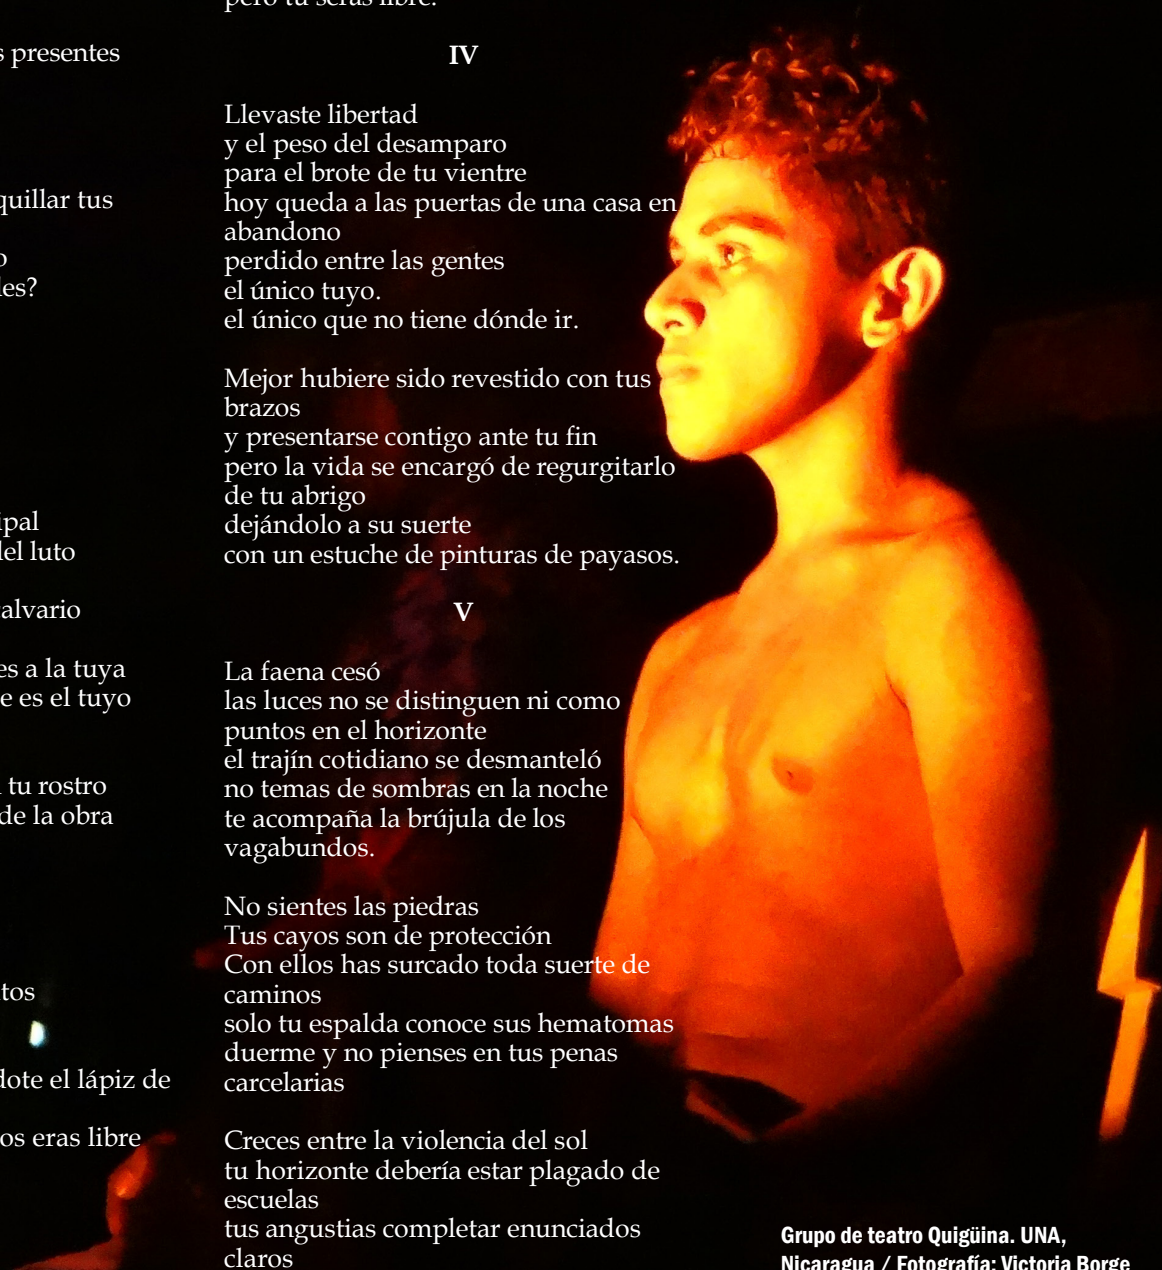 s presentes
quillar tus
o
les?
ipal
del luto
alvario
es a la tuya
e es el tuyo
tu rostro
de la obra
tos
dote el lápiz de
os eras libre
pero tú serás libre.
IV
Llevaste libertad
y el peso del desamparo
para el brote de tu vientre
hoy queda a las puertas de una casa en
abandono
perdido entre las gentes
el único tuyo.
el único que no tiene dónde ir.
Mejor hubiere sido revestido con tus
brazos
y presentarse contigo ante tu fin
pero la vida se encargó de regurgitarlo
de tu abrigo
dejándolo a su suerte
con un estuche de pinturas de payasos.
V
La faena cesó
las luces no se distinguen ni como
puntos en el horizonte
el trajín cotidiano se desmanteló
no temas de sombras en la noche
te acompaña la brújula de los
vagabundos.
No sientes las piedras
Tus cayos son de protección
Con ellos has surcado toda suerte de
caminos
solo tu espalda conoce sus hematomas
duerme y no pienses en tus penas
carcelarias
Creces entre la violencia del sol
tu horizonte debería estar plagado de
escuelas
tus angustias completar enunciados
claros
Grupo de teatro Quigüina. UNA,
Nicaragua / Fotografía: Victoria Borge